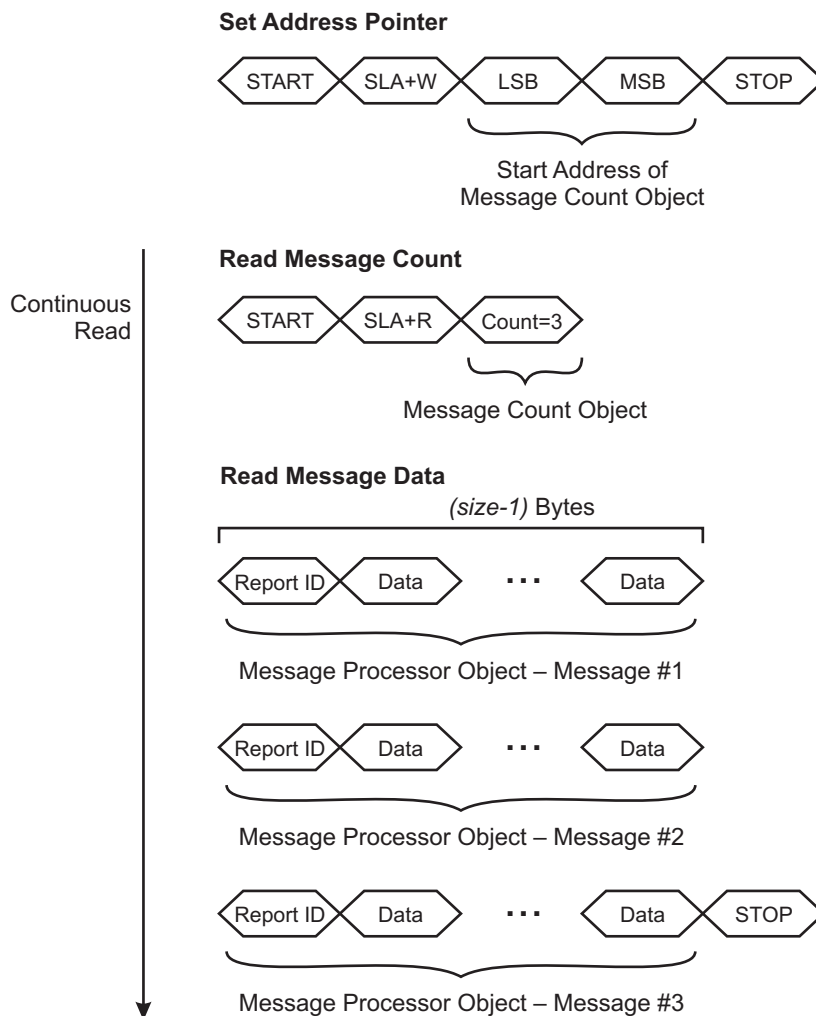 Set Address Pointer
START SLA+W LSB MSB STOP
Start Address of
Message Count Object
Read Message Count
Continuous
Read
START SLA+R Count=3
Message Count Object
Read Message Data
(size-1) Bytes
Report ID Data ... Data
Message Processor Object – Message #1
Report ID Data ... Data
Message Processor Object – Message #2
Report ID Data ... Data STOP
Message Processor Object – Message #3